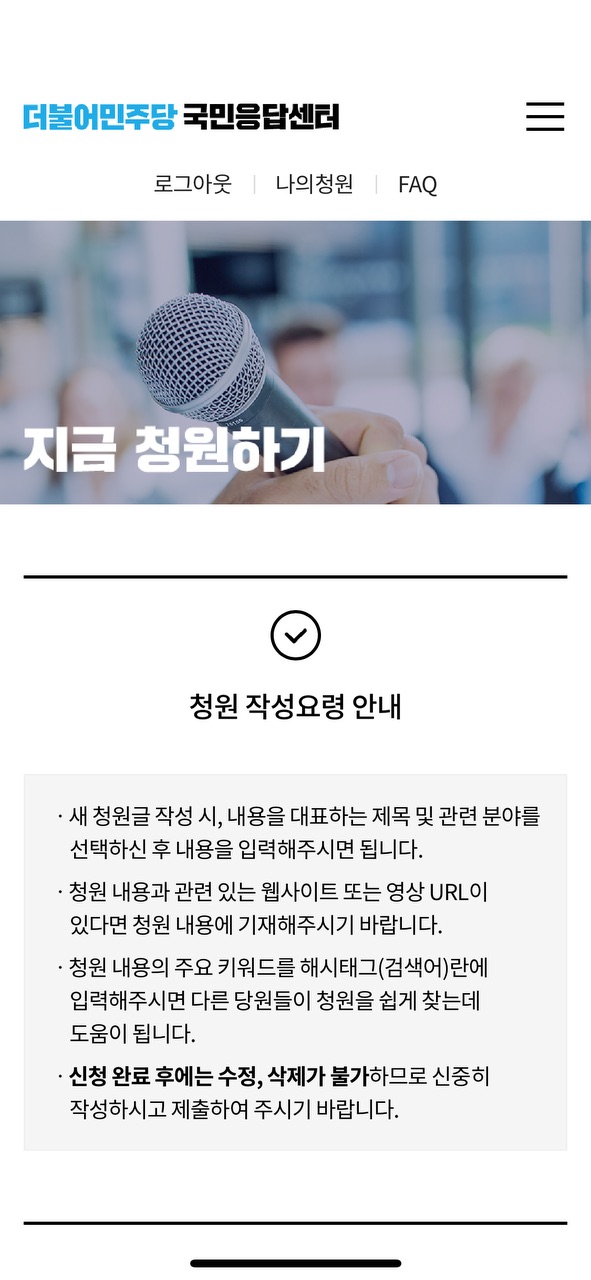 더불어민주당 국민응답센터
로그아웃 | 나의청원 | FAQ
지금 청원하기
청원 작성요령 안내
· 새 청원글 작성 시, 내용을 대표하는 제목 및 관련 분야를
선택하신 후 내용을 입력해주시면 됩니다.
· 청원 내용과 관련 있는 웹사이트 또는 영상 URL이
있다면 청원 내용에 기재해주시기 바랍니다.
· 청원 내용의 주요 키워드를 해시태그(검색어)란에
입력해주시면 다른 당원들이 청원을 쉽게 찾는데
도움이 됩니다.
· 신청 완료 후에는 수정, 삭제가 불가하므로 신중히
작성하시고 제출하여 주시기 바랍니다.